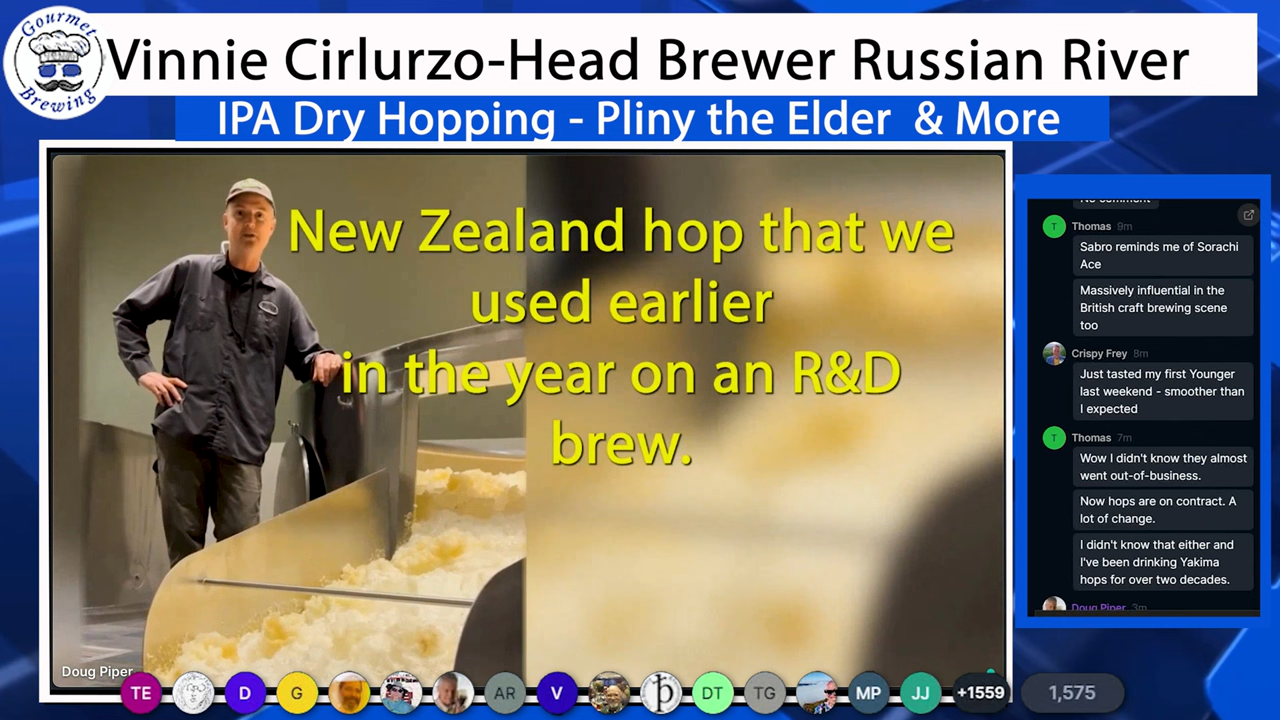 Gourmet
Brewing
Vinnie Cirlurzo-Head Brewer Russian River
IPA Dry Hopping - Pliny the Elder & More
New Zealand hop that we
used earlier
in the year on an R&D
brew.
Doug Piper
No comment
T
Thomas 9m
Sabro reminds me of Sorachi
Ace
Massively influential in the
British craft brewing scene
too
Crispy Frey 8m
Just tasted my first Younger
last weekend - smoother than
I expected
T
Thomas 7m
Wow I didn't know they almost
went out-of-business.
Now hops are on contract. A
lot of change.
I didn't know that either and
I've been drinking Yakima
hops for over two decades.
Doug Piper 3m
TE
D
G
AR
V
DT
TG
MP
JJ
+1559
1,575